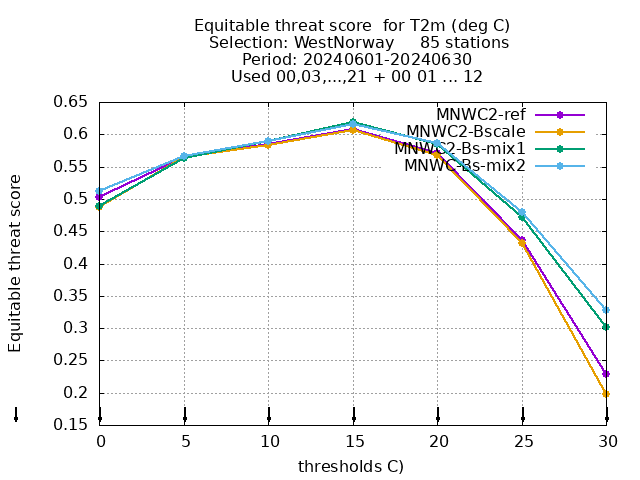 Equitable threat score  for T2m (deg C)
Selection: WestNorway     85 stations
Period: 20240601-20240630
Used 00,03,...,21 + 00 01 ... 12
Equitable threat score
0.65
0.6
0.55
0.5
0.45
0.4
0.35
0.3
0.25
0.2
0.15
MNWC2-ref
MNWC2-Bscale
MNWC2-Bs-mix1
MNWC-Bs-mix2
0 5 10 15 20 25 30
thresholds C)